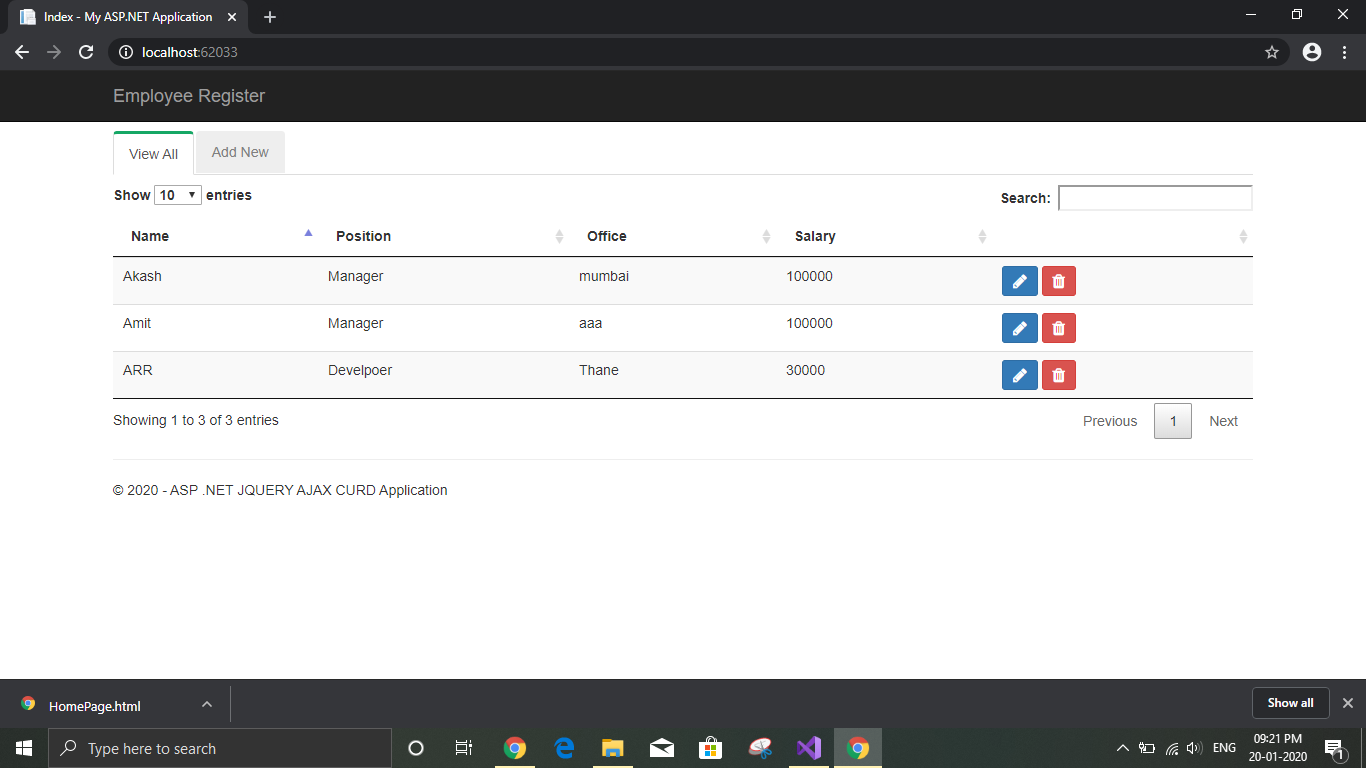 Index - My ASP.NET Application
localhost:62033
Employee Register
View All Add New
Show 10 entries Search:
Name Position Office Salary
Akash Manager mumbai 100000
Amit Manager aaa 100000
ARR Develpoer Thane 30000
Showing 1 to 3 of 3 entries Previous 1 Next
© 2020 - ASP .NET JQUERY AJAX CURD Application
HomePage.html Show all
Type here to search ENG 09:21 PM
20-01-2020 1